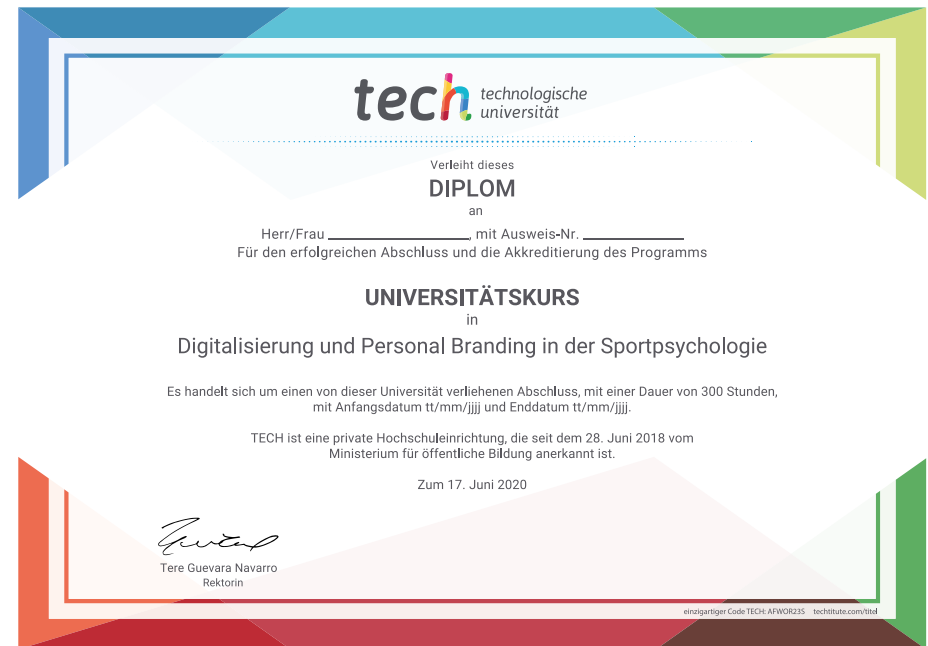 tech technologische
universität
Verleiht dieses
DIPLOM
an
Herr/Frau ____________________, mit Ausweis-Nr. ______________
Für den erfolgreichen Abschluss und die Akkreditierung des Programms
UNIVERSITÄTSKURS
in
Digitalisierung und Personal Branding in der Sportpsychologie
Es handelt sich um einen von dieser Universität verliehenen Abschluss, mit einer Dauer von 300 Stunden,
mit Anfangsdatum tt/mm/jjjj und Enddatum tt/mm/jjjj.
TECH ist eine private Hochschuleinrichtung, die seit dem 28. Juni 2018 vom
Ministerium für öffentliche Bildung anerkannt ist.
Zum 17. Juni 2020
Tere Guevara Navarro
Rektorin
einzigartiger Code TECH: AFWOR23S techtitute.com/titel